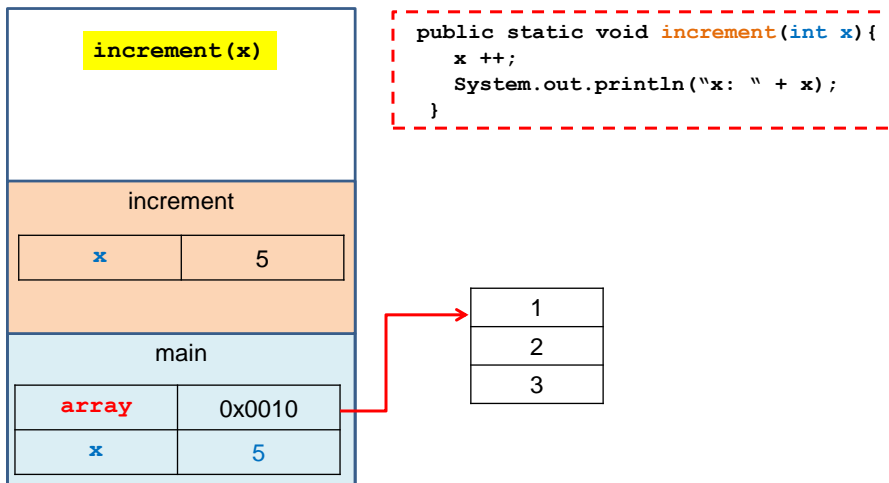 increment(x)
public static void increment(int x){
x ++;
System.out.println(“x: “ + x);
}
increment
x 5
main
array 0x0010
x 5
1
2
3